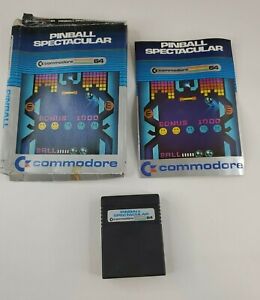 PINBALL
SPECTACULAR
commodore 64
BONUS 1000
BALL
commodore
PINBALL
PINBALL
SPECTACULAR
commodore 64
BONUS 1000
BALL
commodore
PINBALL
SPECTACULAR
commodore 64